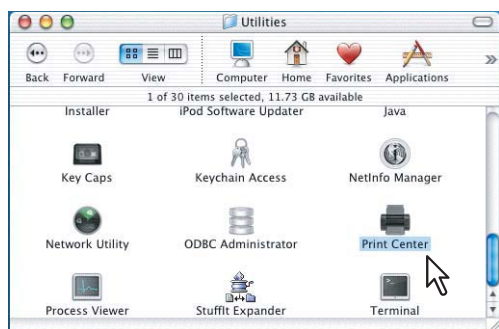 Utilities
Back Forward View Computer Home Favorites Applications
1 of 30 items selected, 11.73 GB available
Installer iPod Software Updater Java
Key Caps Keychain Access NetInfo Manager
Network Utility ODBC Administrator Print Center
Process Viewer StuffIt Expander Terminal